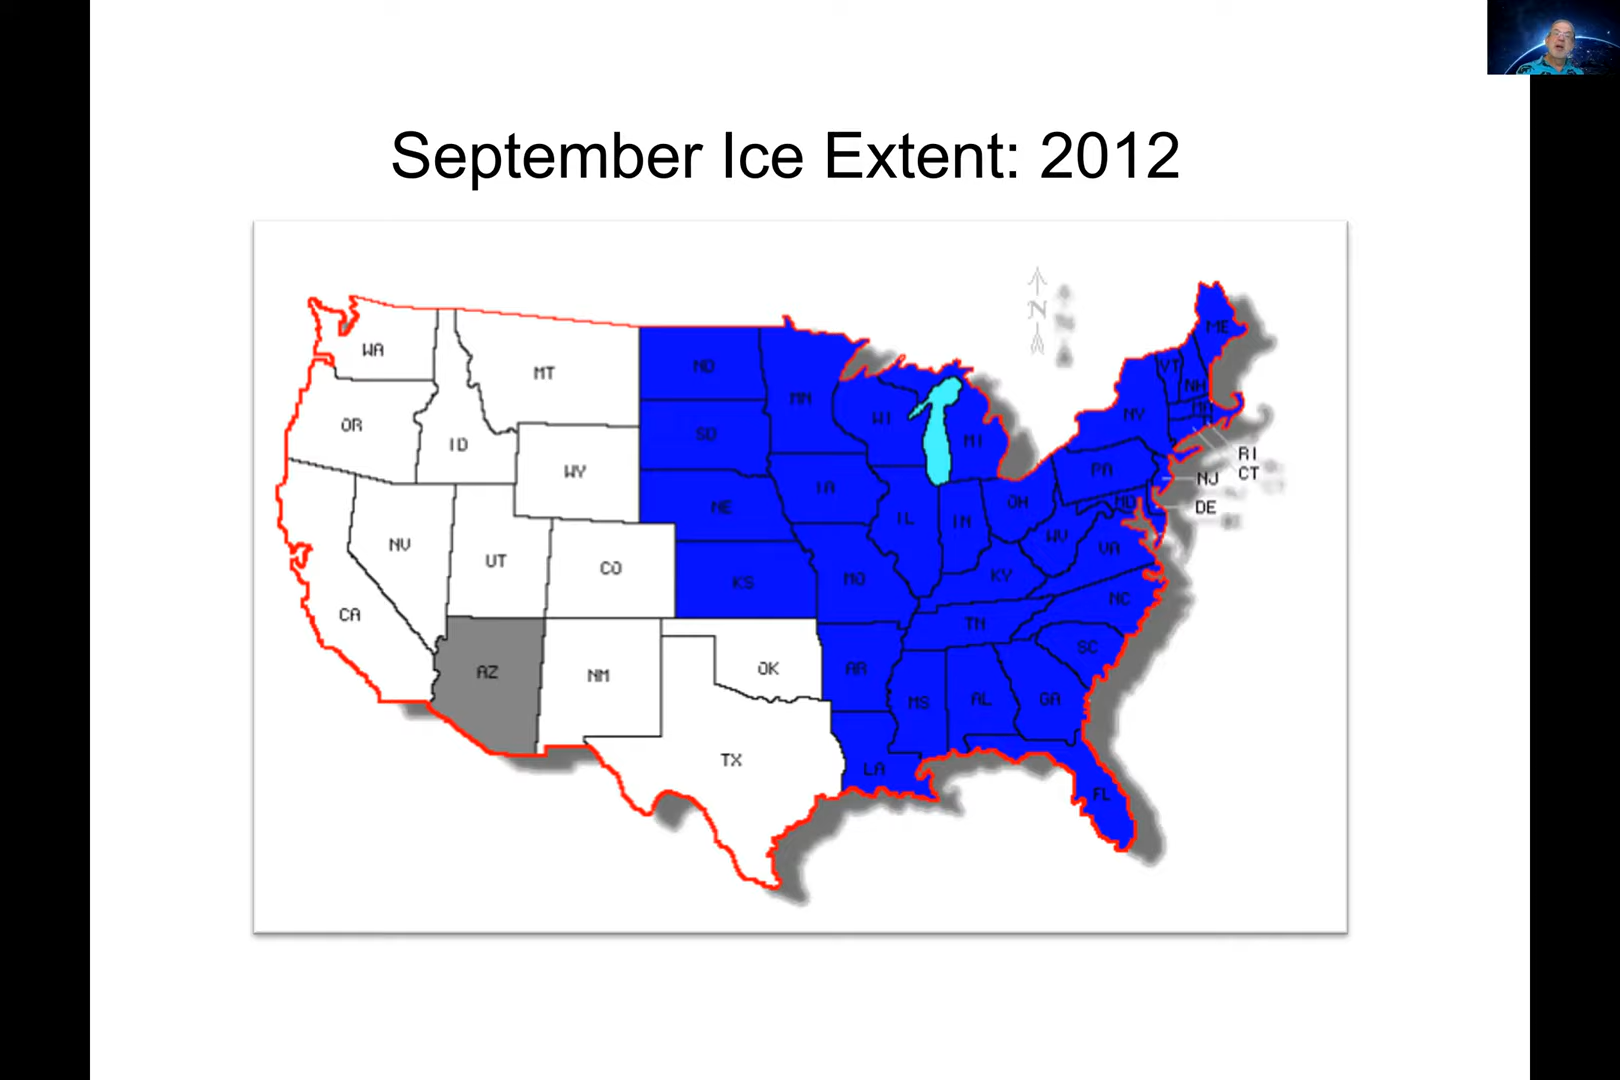 September Ice Extent: 2012
N
WA
MT
ND
MN
ME
VT
NH
OR
ID
WY
SD
WI
MI
NY
MA
RI
CT
NV
UT
CO
NE
IA
IL
IN
OH
PA
NJ
MD
DE
WV
VA
CA
KS
MO
KY
NC
TN
SC
AZ
NM
OK
AR
MS
AL
GA
TX
LA
FL